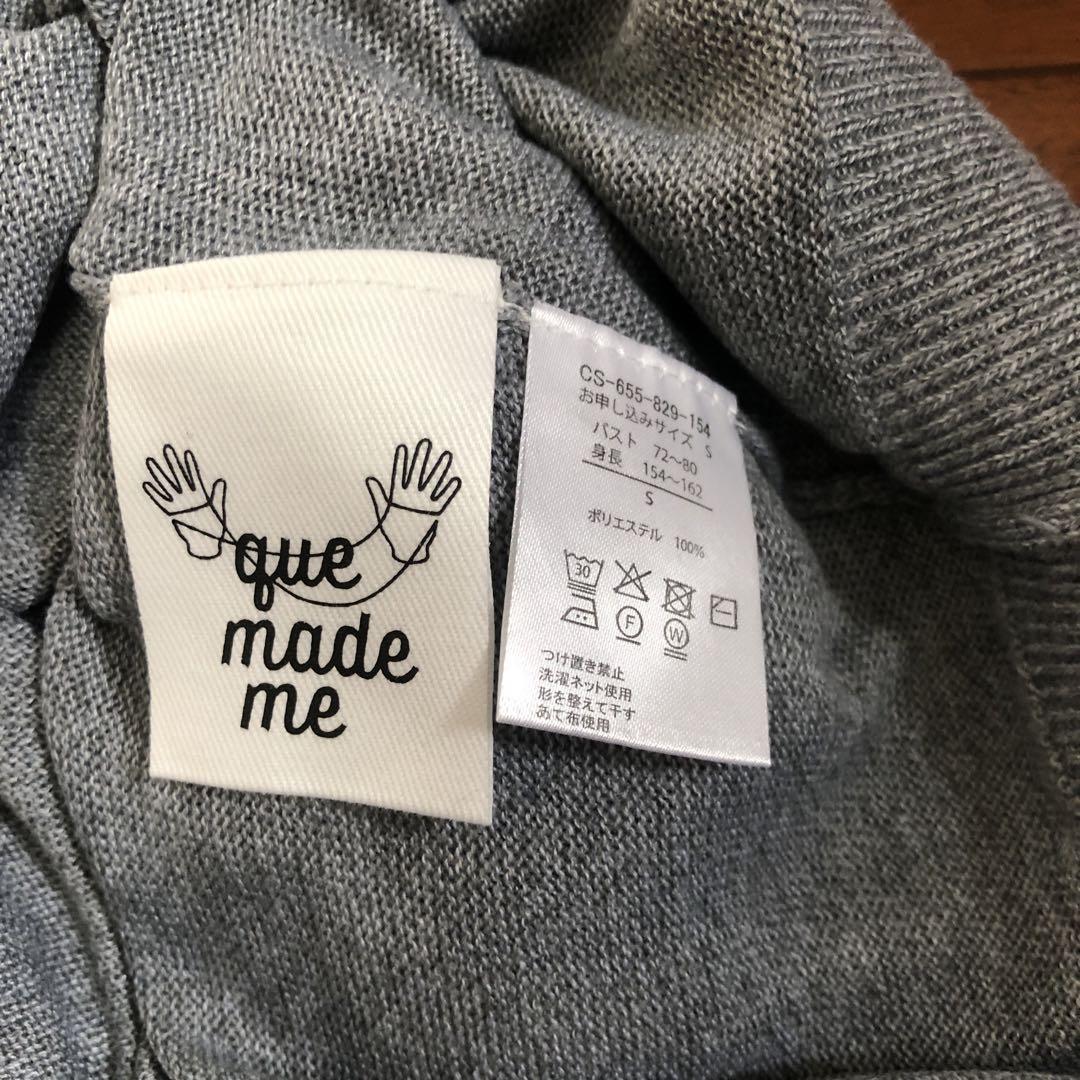 que
made
me
CS-655-829-154
お申し込みサイズ S
バスト 72~80
身長 154~162
S
ポリエステル 100%
30
F
W
つけ置き禁止
洗濯ネット使用
形を整えて干す
あて布使用